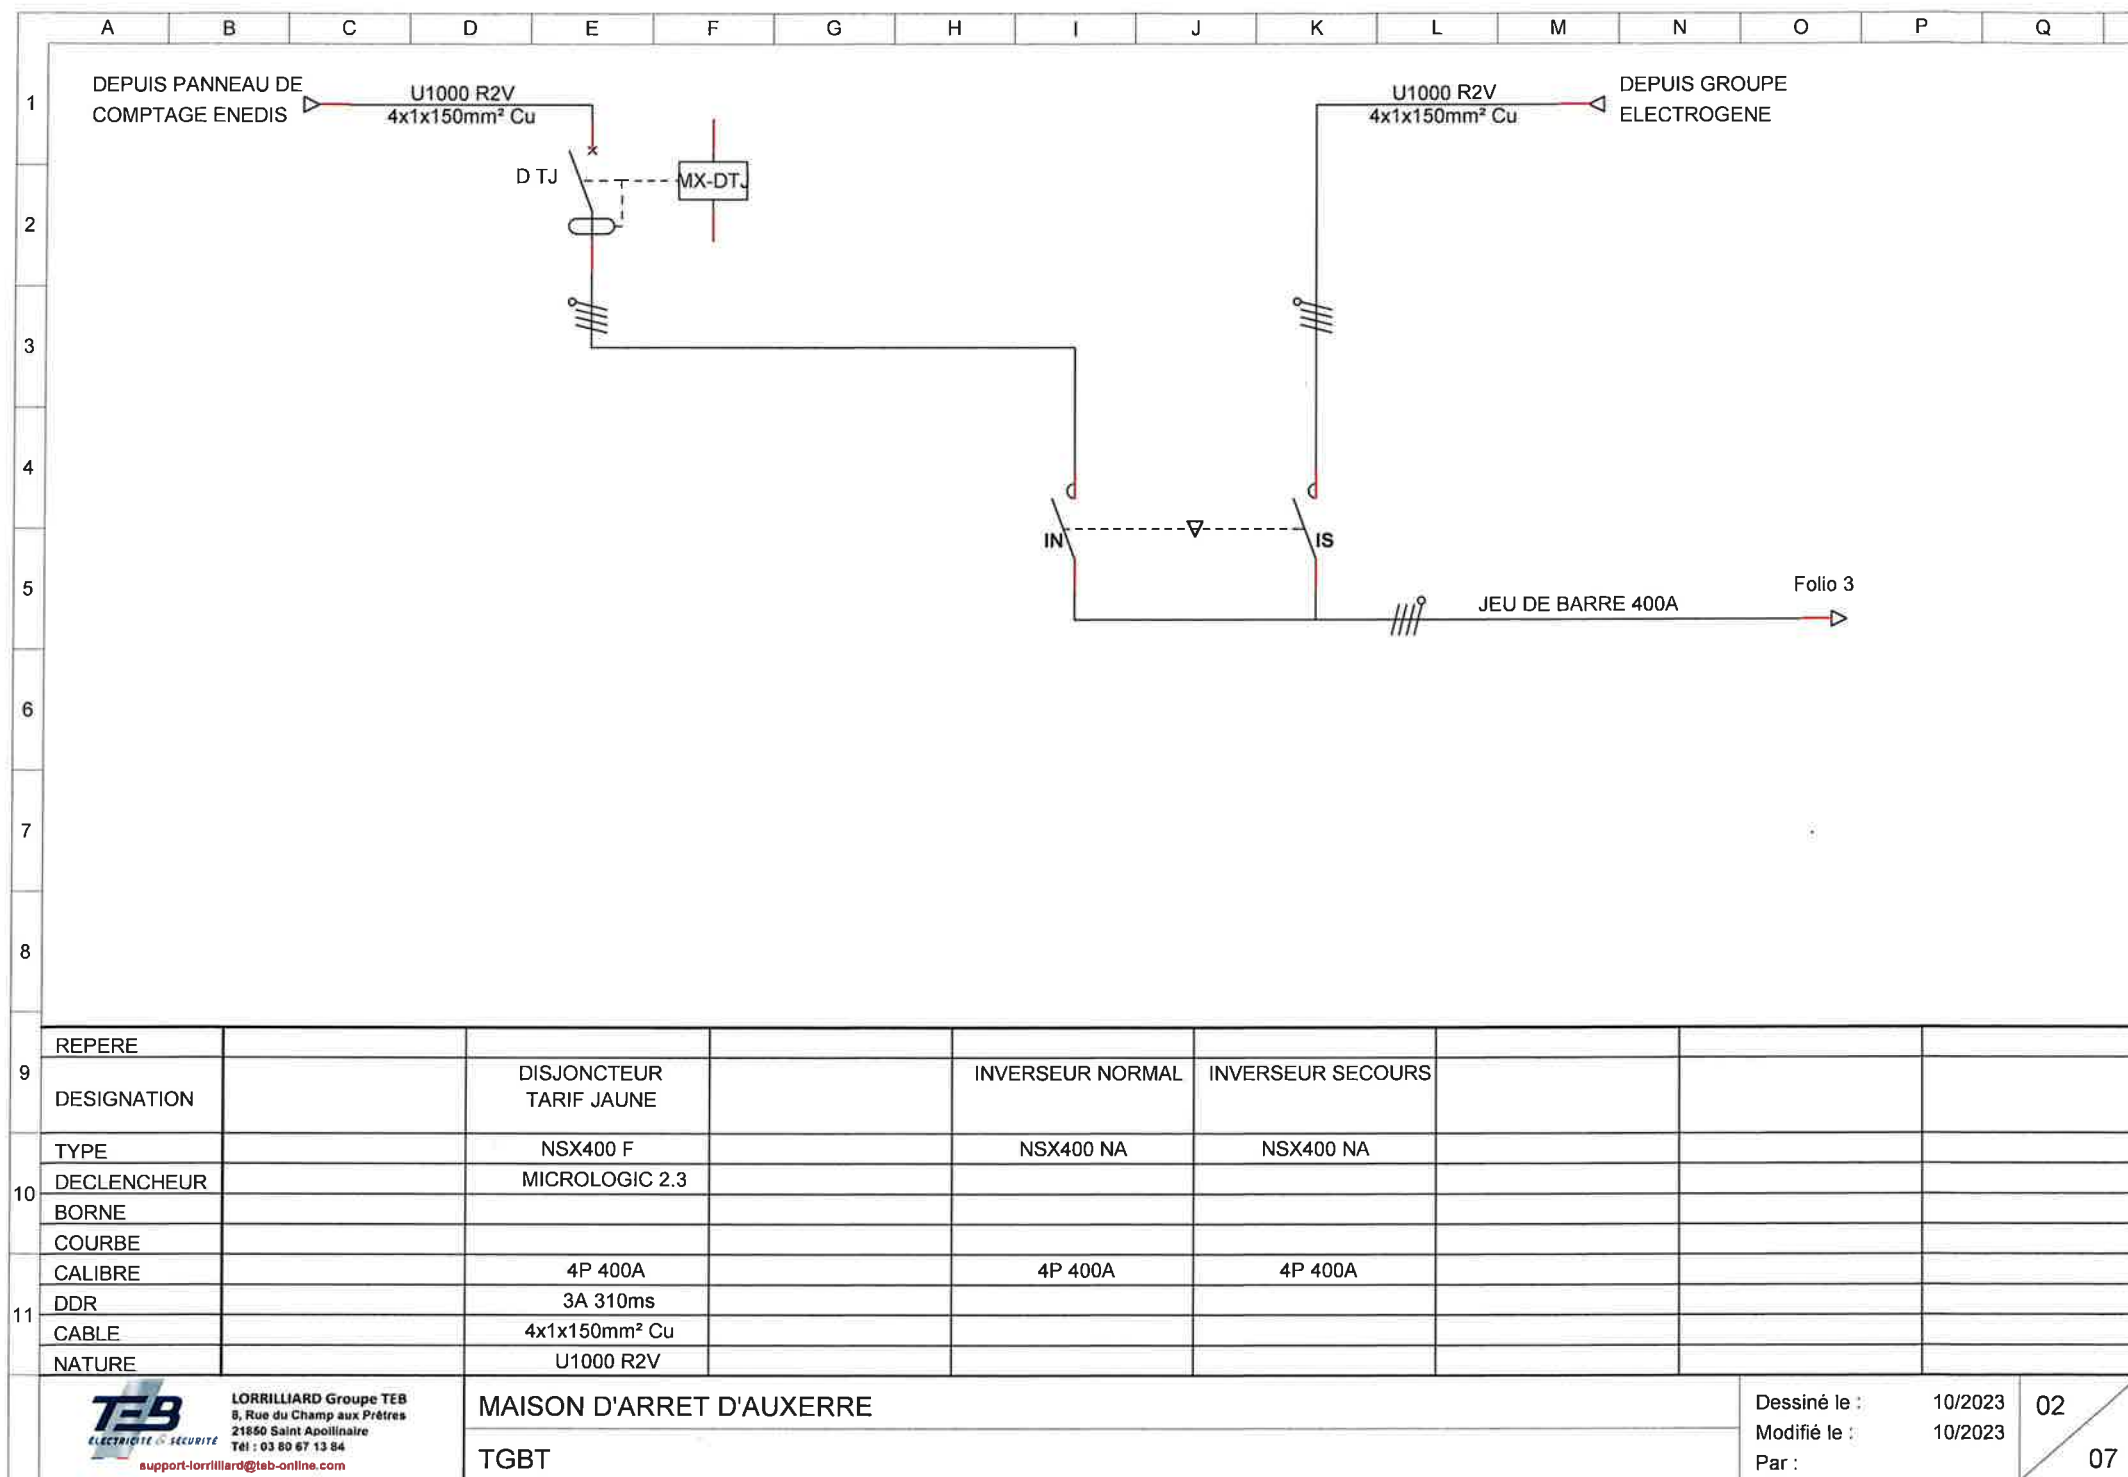 A B C D E F G H I J K L M N O P Q
1
DEPUIS PANNEAU DE
COMPTAGE ENEDIS
U1000 R2V
4x1x150mm² Cu
U1000 R2V
4x1x150mm² Cu
DEPUIS GROUPE
ELECTROGENE
D TJ
MX-DTJ
2
3
4
IN
IS
5
JEU DE BARRE 400A
Folio 3
6
7
8
9
10
11
REPERE
DESIGNATION
DISJONCTEUR
TARIF JAUNE
INVERSEUR NORMAL
INVERSEUR SECOURS
TYPE NSX400 F NSX400 NA NSX400 NA
DECLENCHEUR MICROLOGIC 2.3
BORNE
COURBE
CALIBRE 4P 400A 4P 400A 4P 400A
DDR 3A 310ms
CABLE 4x1x150mm² Cu
NATURE U1000 R2V
TEB
ÉLECTRICITÉ & SÉCURITÉ
LORRILLIARD Groupe TEB
8, Rue du Champ aux Prêtres
21850 Saint Apollinaire
Tél : 03 80 67 13 84
support-lorrilliard@teb-online.com
MAISON D'ARRET D'AUXERRE
TGBT
Dessiné le : 10/2023
Modifié le : 10/2023
Par :
02
07